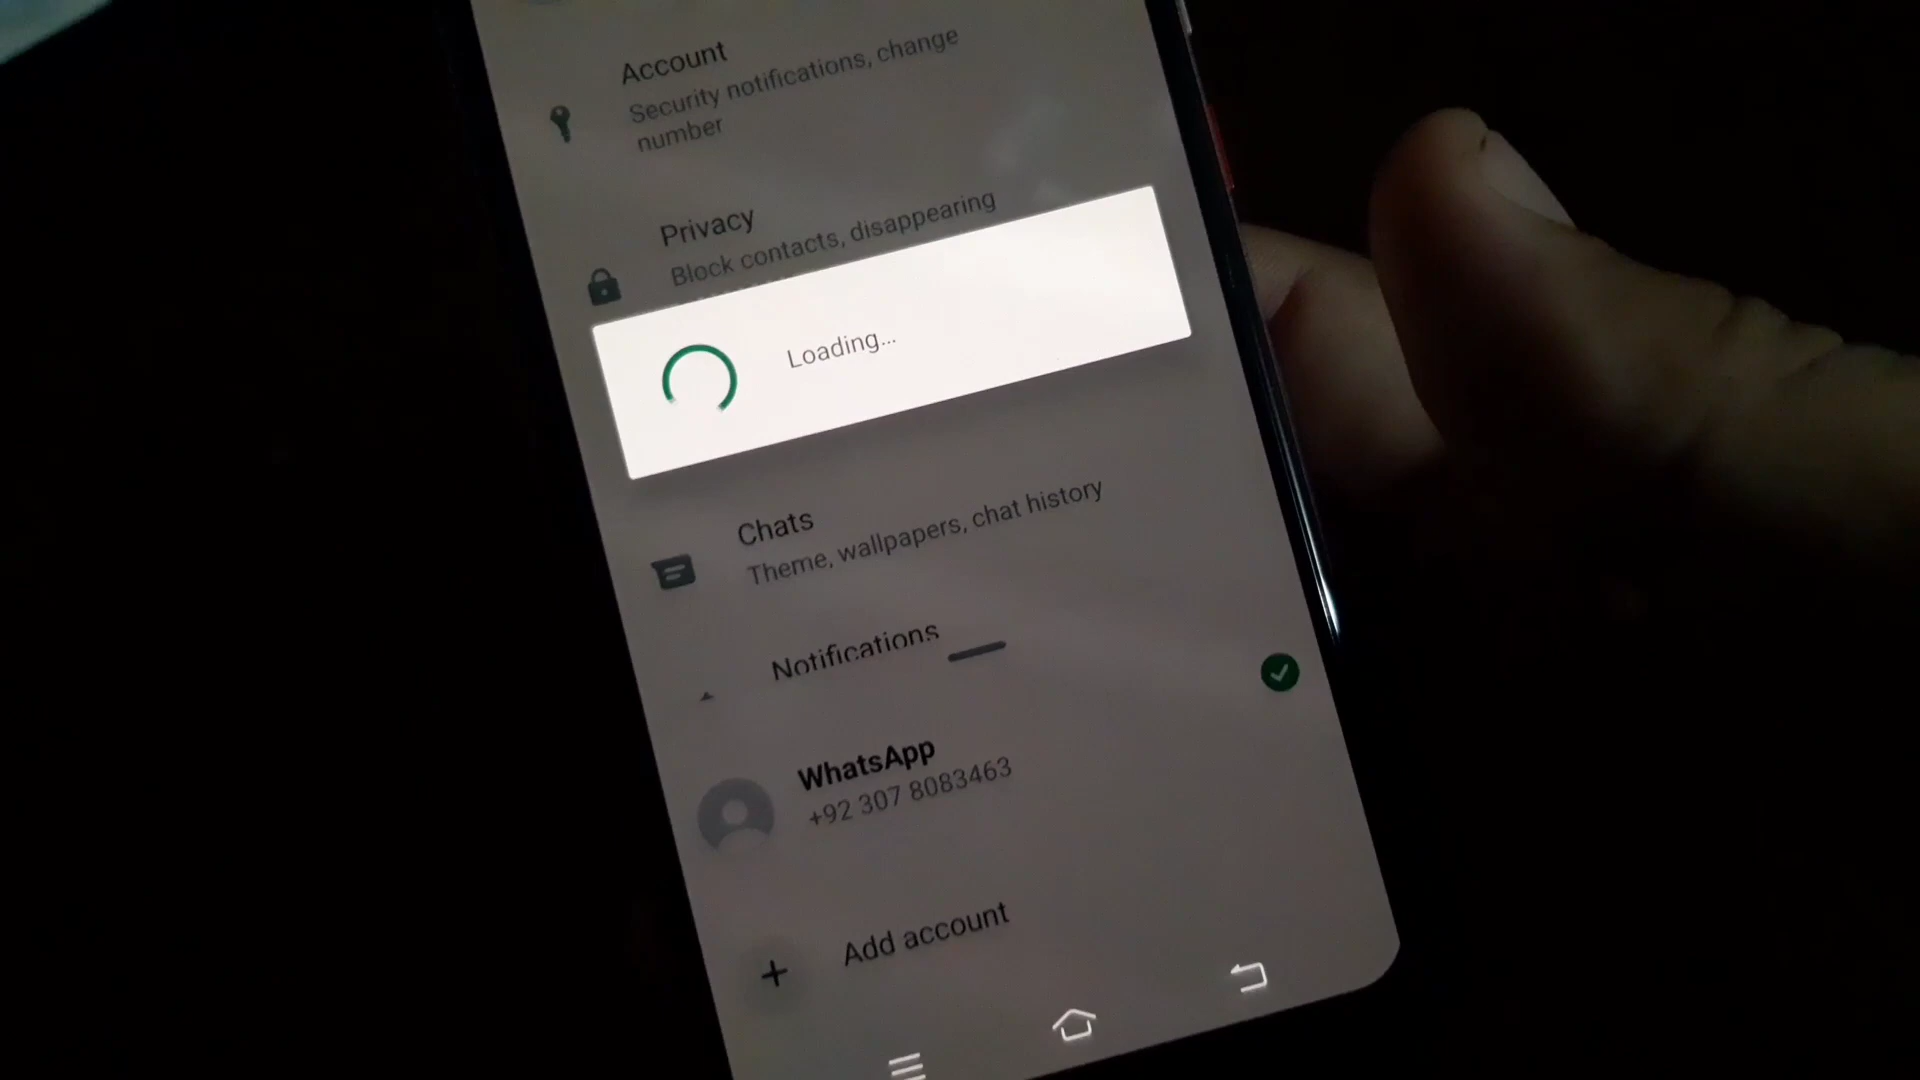 Account
Security notifications, change
number
Privacy
Block contacts, disappearing
Loading...
Chats
Theme, wallpapers, chat history
Notifications
WhatsApp
+92 307 8083463
Add account